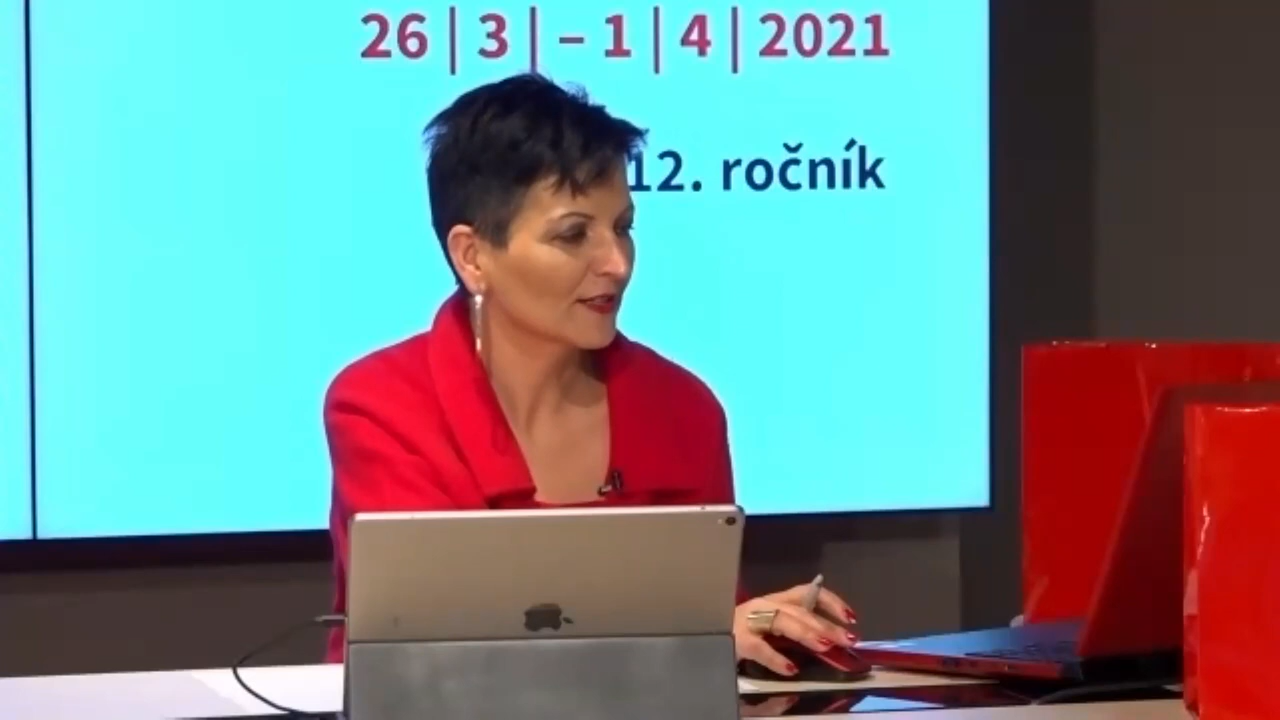 26 | 3 | – 1 | 4 | 2021
12. ročník